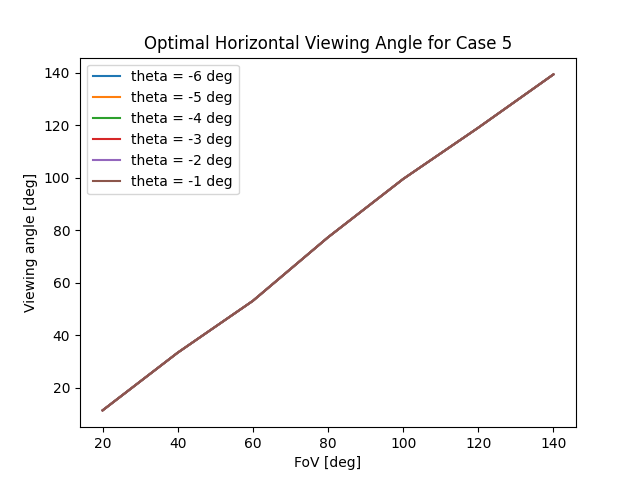 Optimal Horizontal Viewing Angle for Case 5
theta = -6 deg
theta = -5 deg
theta = -4 deg
theta = -3 deg
theta = -2 deg
theta = -1 deg
Viewing angle [deg]
140
120
100
80
60
40
20
20 40 60 80 100 120 140
FoV [deg]